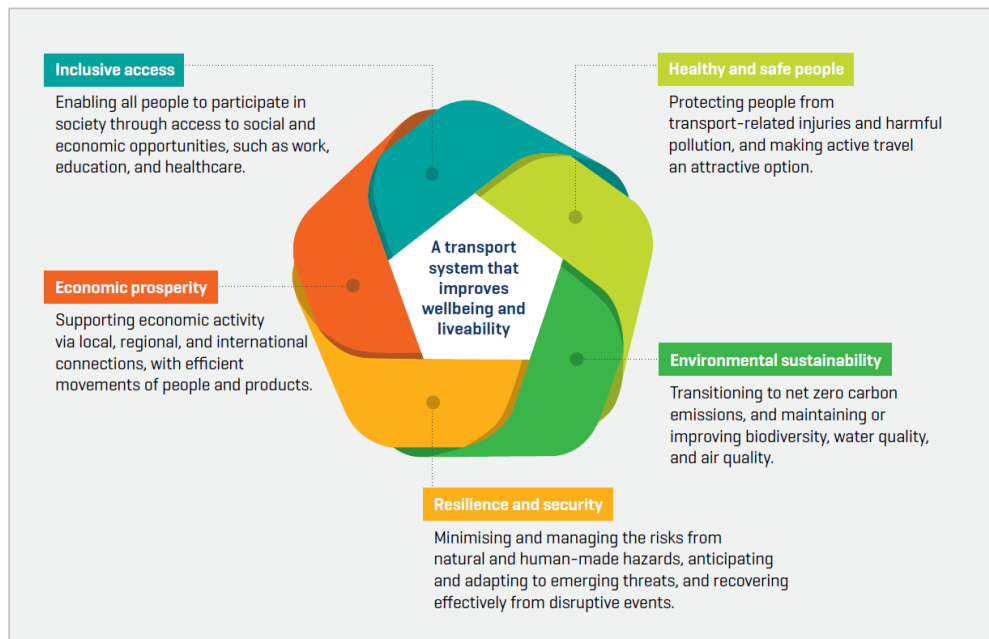 Inclusive access
Enabling all people to participate in
society through access to social and
economic opportunities, such as work,
education, and healthcare.
Healthy and safe people
Protecting people from
transport-related injuries and harmful
pollution, and making active travel
an attractive option.
A transport
system that
improves
wellbeing and
liveability
Economic prosperity
Supporting economic activity
via local, regional, and international
connections, with efficient
movements of people and products.
Environmental sustainability
Transitioning to net zero carbon
emissions, and maintaining or
improving biodiversity, water quality,
and air quality.
Resilience and security
Minimising and managing the risks from
natural and human-made hazards, anticipating
and adapting to emerging threats, and recovering
effectively from disruptive events.